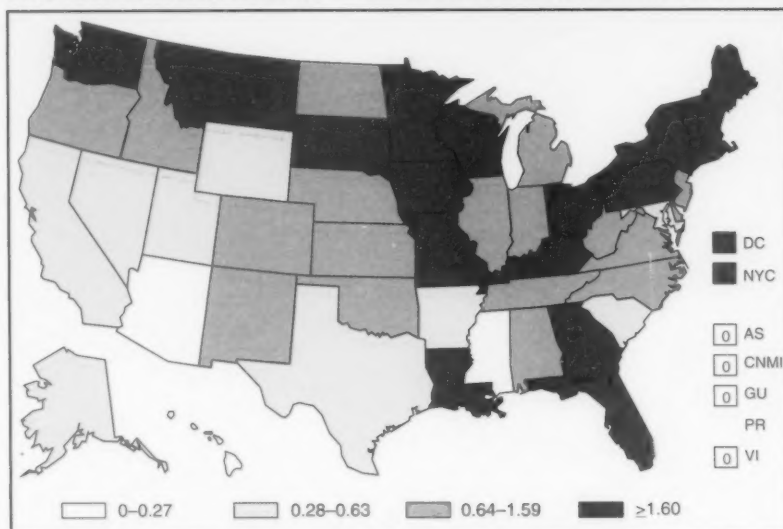 DC
NYC
0 AS
0 CNMI
0 GU
PR
0 VI
0–0.27 0.28–0.63 0.64–1.59 ≥1.60